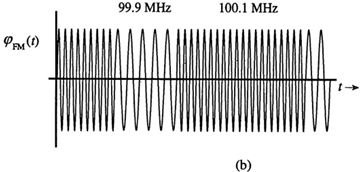 99.9 MHz 100.1 MHz
φFM(t)
t →
(b)